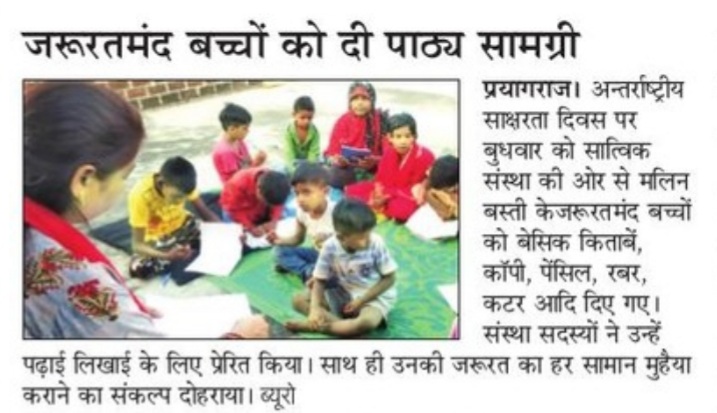 जरूरतमंद बच्चों को दी पाठ्य सामग्री
प्रयागराज। अन्तर्राष्ट्रीय
साक्षरता दिवस पर
बुधवार को सात्विक
संस्था की ओर से मलिन
बस्ती केजरूरतमंद बच्चों
को बेसिक किताबें,
कॉपी, पेंसिल, रबर,
कटर आदि दिए गए।
संस्था सदस्यों ने उन्हें
पढ़ाई लिखाई के लिए प्रेरित किया। साथ ही उनकी जरूरत का हर सामान मुहैया
कराने का संकल्प दोहराया। ब्यूरो